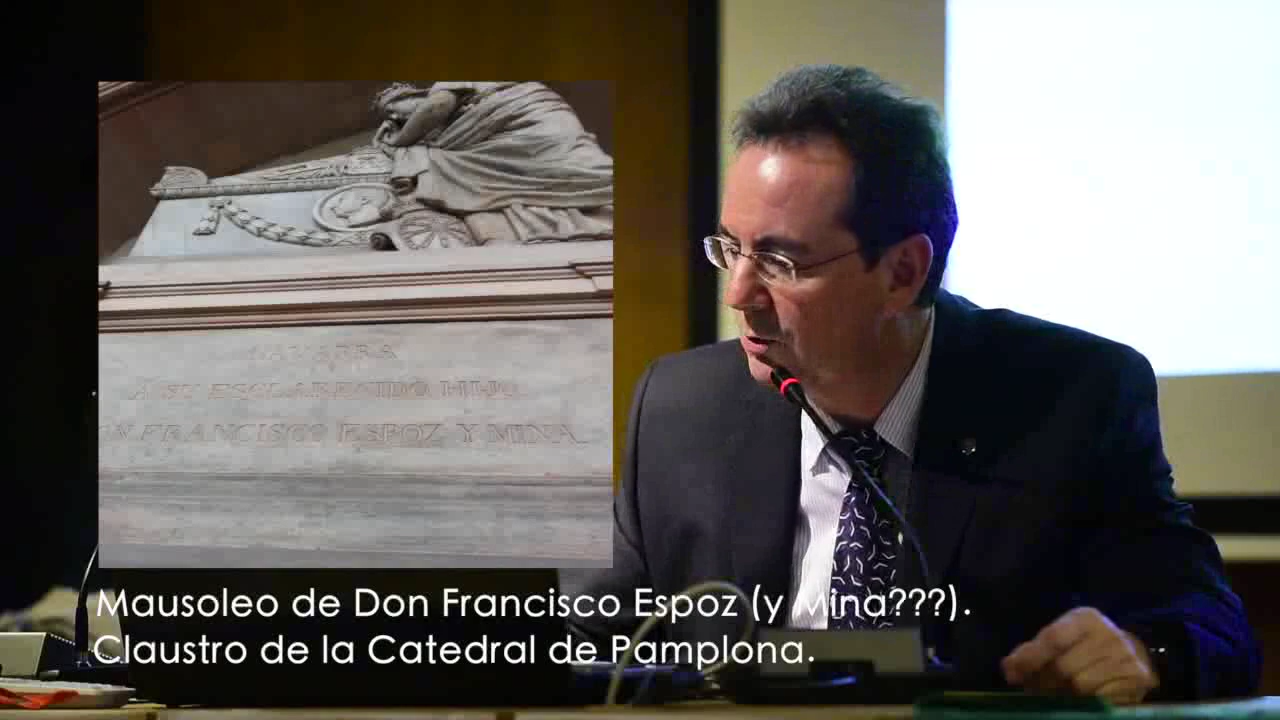 NAVARRA
A SU ESCLARECIDO HIJO
N FRANCISCO ESPOZ Y MINA
Mausoleo de Don Francisco Espoz (y Mina???).
Claustro de la Catedral de Pamplona.